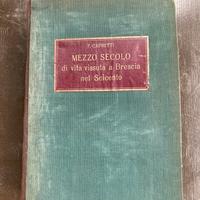 F. CAPRETTI
MEZZO SECOLO
di vita vissuta a Brescia
nel Seicento